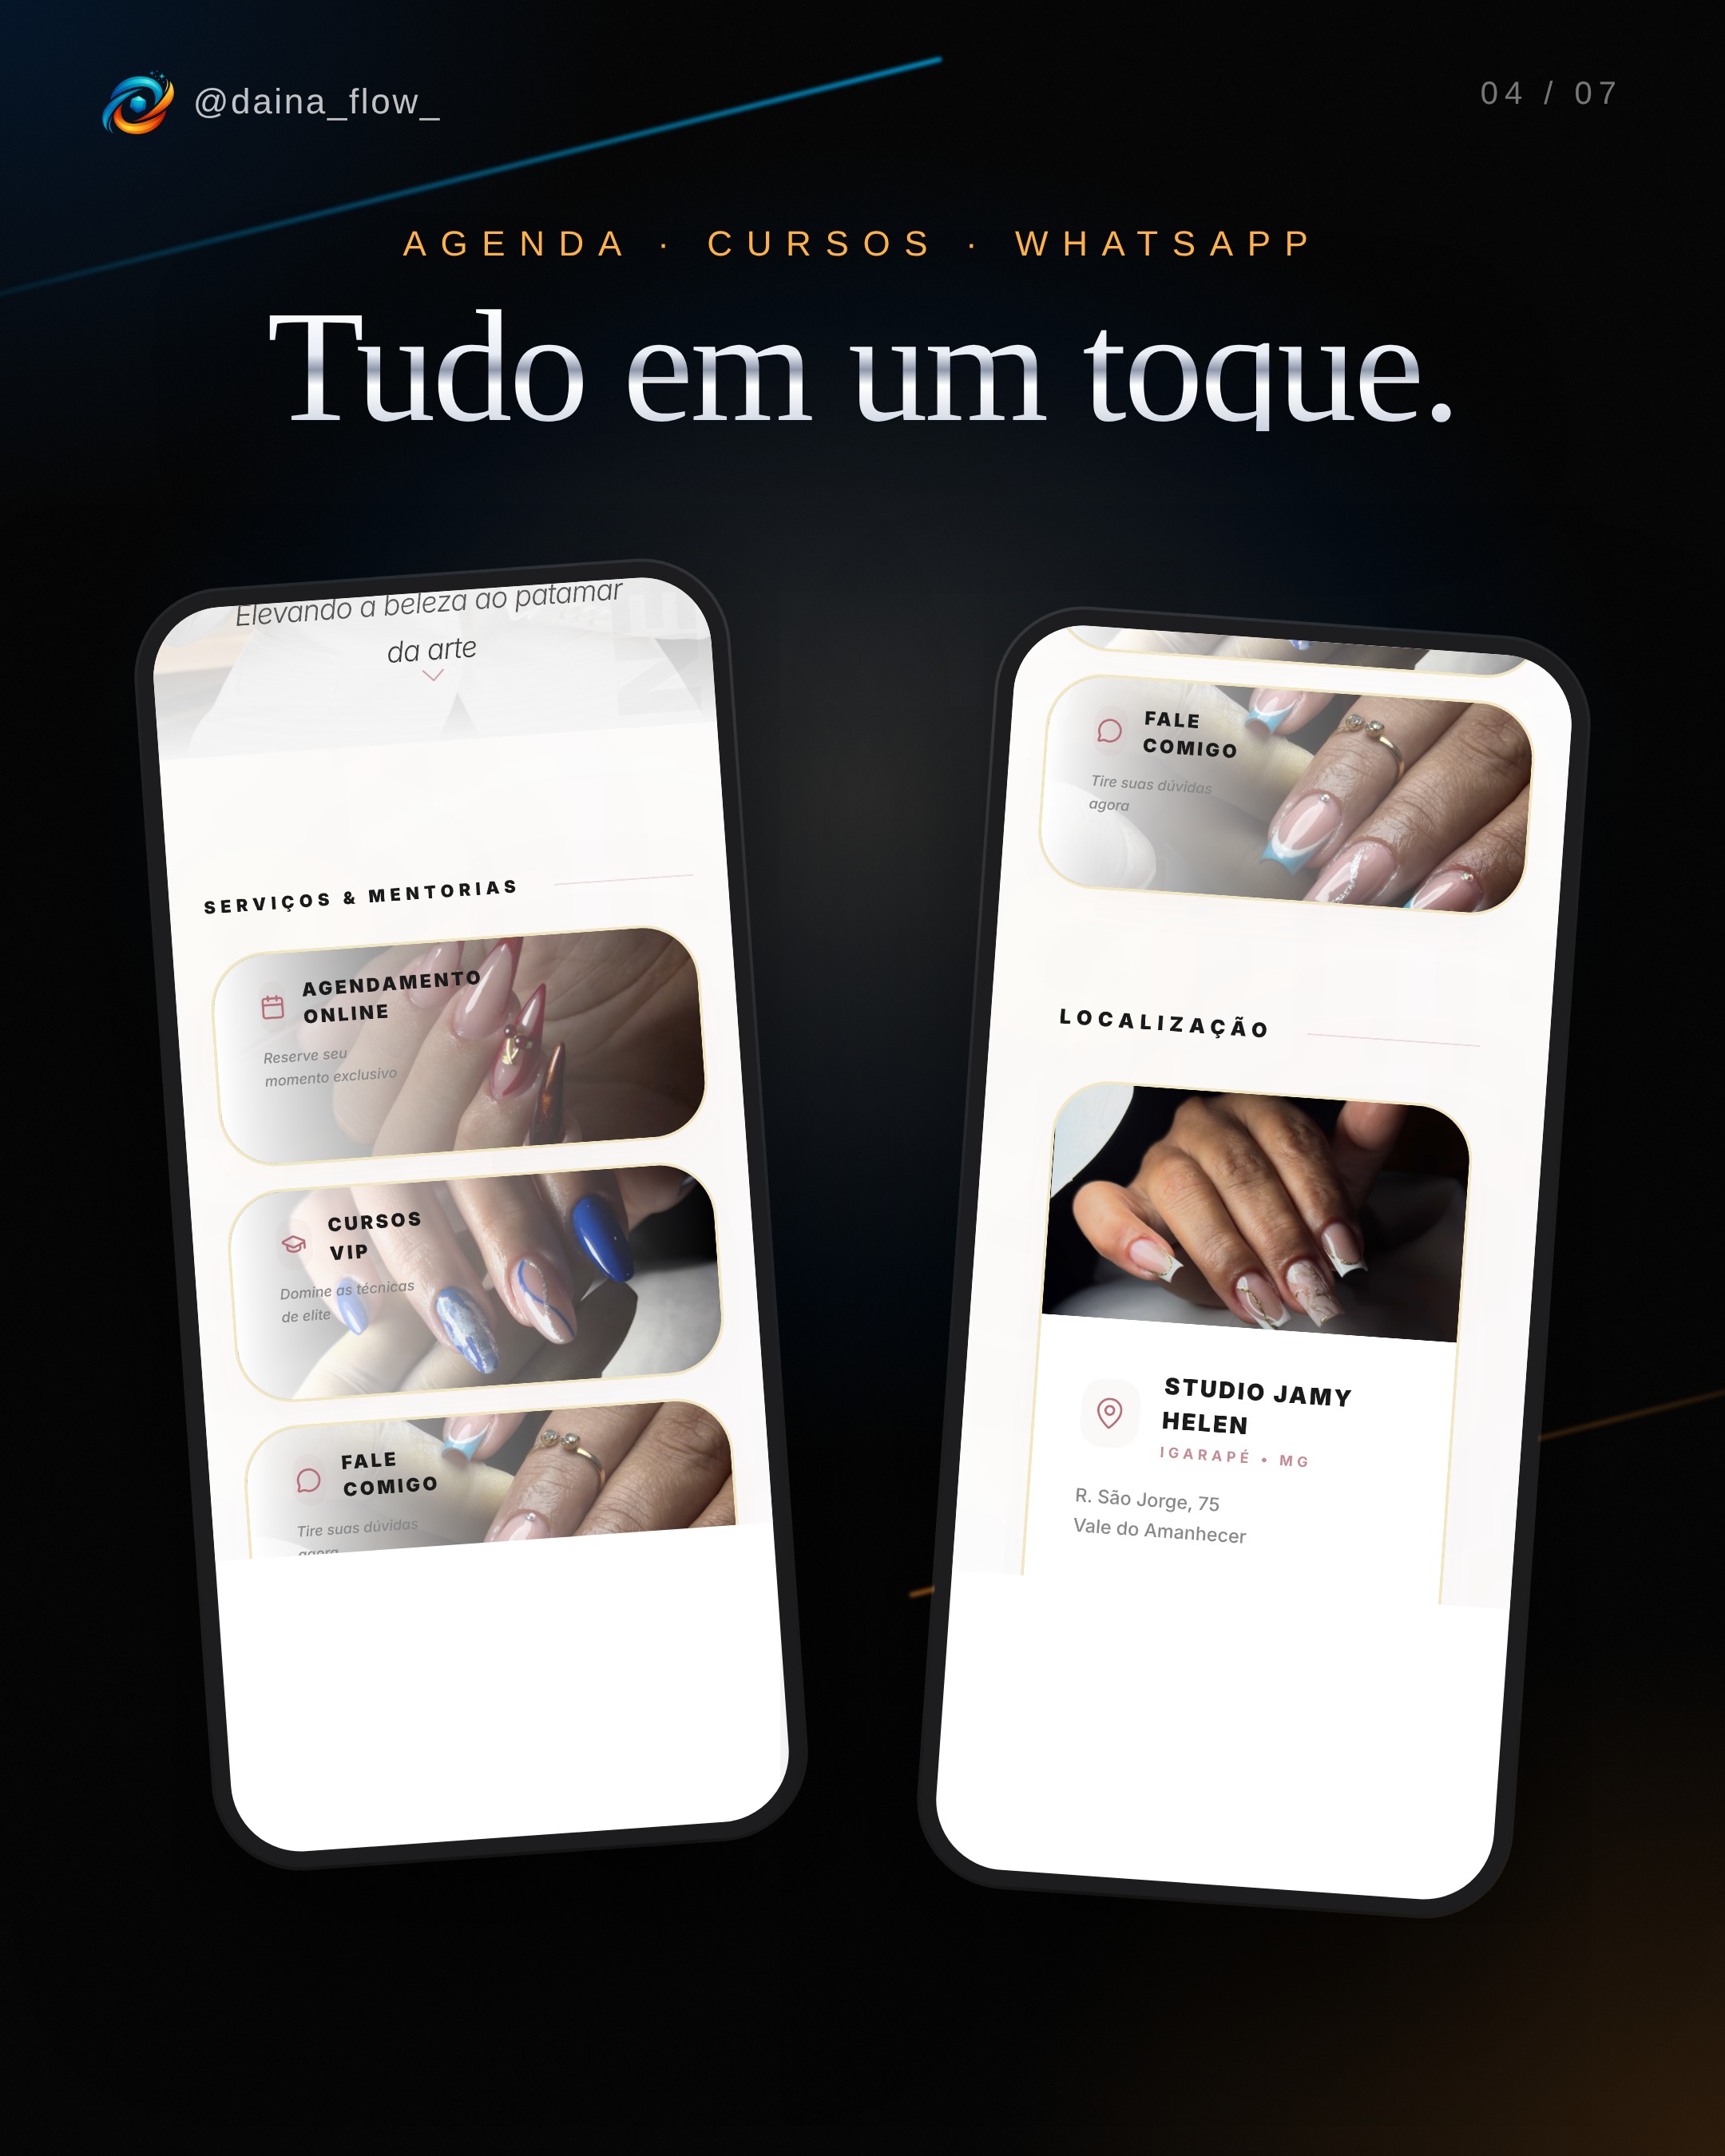 @daina_flow_
04 / 07
AGENDA · CURSOS · WHATSAPP
Tudo em um toque.
Elevando a beleza ao patamar
da arte
SERVIÇOS & MENTORIAS
AGENDAMENTO
ONLINE
Reserve seu
momento exclusivo
CURSOS
VIP
Domine as técnicas
de elite
FALE
COMIGO
Tire suas dúvidas
agora
FALE
COMIGO
Tire suas dúvidas
agora
LOCALIZAÇÃO
STUDIO JAMY
HELEN
IGARAPÉ • MG
R. São Jorge, 75
Vale do Amanhecer